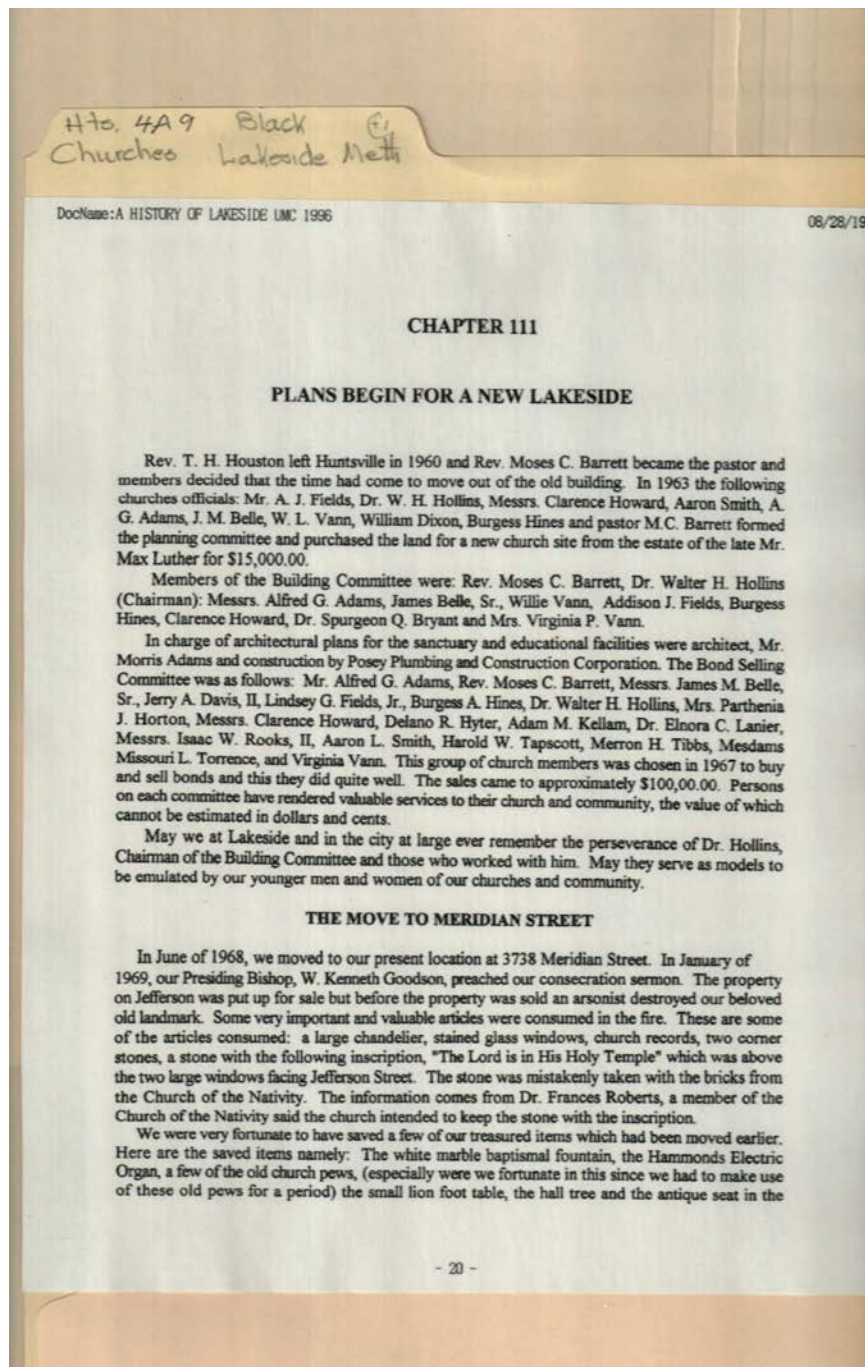 Hts. 4A9 Black
Churches Lakeside Meth
DocName:A HISTORY OF LAKESIDE UMC 1996 08/28/19
CHAPTER 111
PLANS BEGIN FOR A NEW LAKESIDE
Rev. T. H. Houston left Huntsville in 1960 and Rev. Moses C. Barrett became the pastor and
members decided that the time had come to move out of the old building. In 1963 the following
churches officials: Mr. A. J. Fields, Dr. W. H. Hollins, Messrs. Clarence Howard, Aaron Smith, A.
G. Adams, J. M. Belle, W. L. Vann, William Dixon, Burgess Hines and pastor M.C. Barrett formed
the planning committee and purchased the land for a new church site from the estate of the late Mr.
Max Luther for $15,000.00.
Members of the Building Committee were: Rev. Moses C. Barrett, Dr. Walter H. Hollins
(Chairman): Messrs. Alfred G. Adams, James Belle, Sr., Willie Vann, Addison J. Fields, Burgess
Hines, Clarence Howard, Dr. Spurgeon Q. Bryant and Mrs. Virginia P. Vann.
In charge of architectural plans for the sanctuary and educational facilities were architect, Mr.
Morris Adams and construction by Posey Plumbing and Construction Corporation. The Bond Selling
Committee was as follows: Mr. Alfred G. Adams, Rev. Moses C. Barrett, Messrs. James M. Belle,
Sr., Jerry A. Davis, II, Lindsey G. Fields, Jr., Burgess A. Hines, Dr. Walter H. Hollins, Mrs. Parthenia
J. Horton, Messrs. Clarence Howard, Delano R. Hyter, Adam M. Kellam, Dr. Elnora C. Lanier,
Messrs. Isaac W. Rooks, II, Aaron L. Smith, Harold W. Tapscott, Merron H. Tibbs, Mesdams
Missouri L. Torrence, and Virginia Vann. This group of church members was chosen in 1967 to buy
and sell bonds and this they did quite well. The sales came to approximately $100,00.00. Persons
on each committee have rendered valuable services to their church and community, the value of which
cannot be estimated in dollars and cents.
May we at Lakeside and in the city at large ever remember the perseverance of Dr. Hollins,
Chairman of the Building Committee and those who worked with him. May they serve as models to
be emulated by our younger men and women of our churches and community.
THE MOVE TO MERIDIAN STREET
In June of 1968, we moved to our present location at 3738 Meridian Street. In January of
1969, our Presiding Bishop, W. Kenneth Goodson, preached our consecration sermon. The property
on Jefferson was put up for sale but before the property was sold an arsonist destroyed our beloved
old landmark. Some very important and valuable articles were consumed in the fire. These are some
of the articles consumed: a large chandelier, stained glass windows, church records, two corner
stones, a stone with the following inscription, "The Lord is in His Holy Temple" which was above
the two large windows facing Jefferson Street. The stone was mistakenly taken with the bricks from
the Church of the Nativity. The information comes from Dr. Frances Roberts, a member of the
Church of the Nativity said the church intended to keep the stone with the inscription.
We were very fortunate to have saved a few of our treasured items which had been moved earlier.
Here are the saved items namely: The white marble baptismal fountain, the Hammonds Electric
Organ, a few of the old church pews, (especially were we fortunate in this since we had to make use
of these old pews for a period) the small lion foot table, the hall tree and the antique seat in the
- 20 -